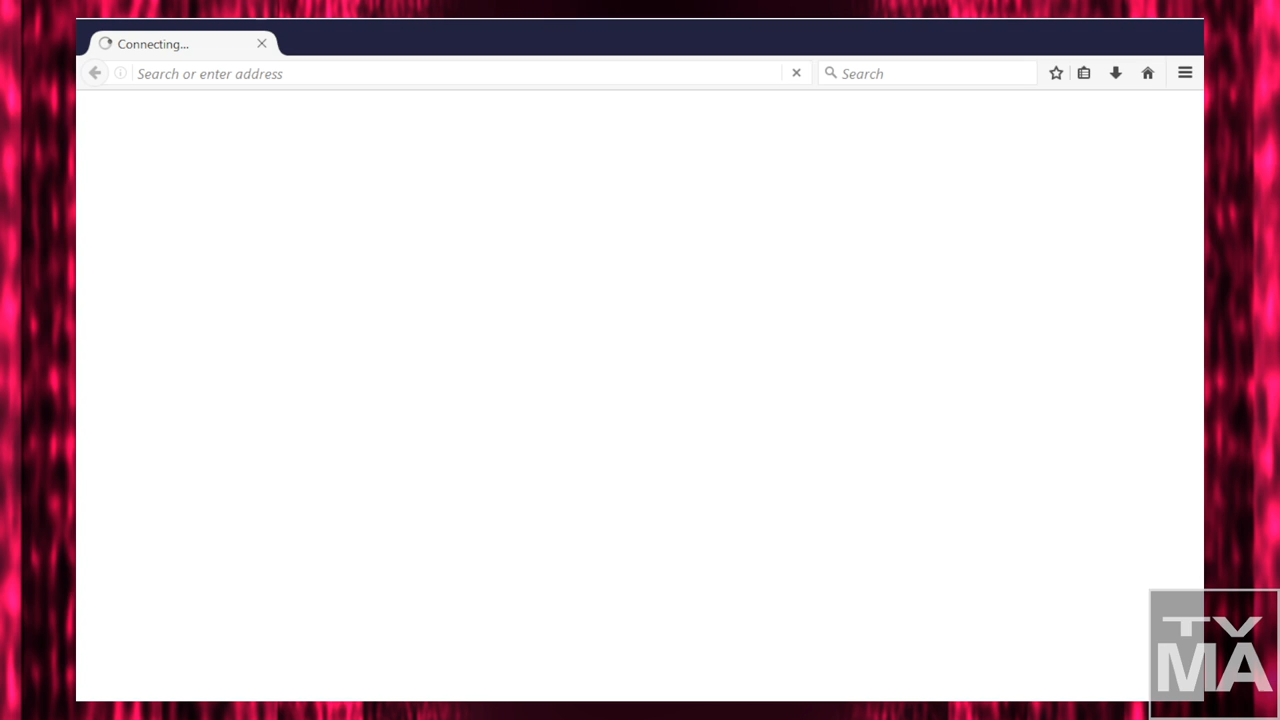 Connecting...
Search or enter address
Search
TV
MA